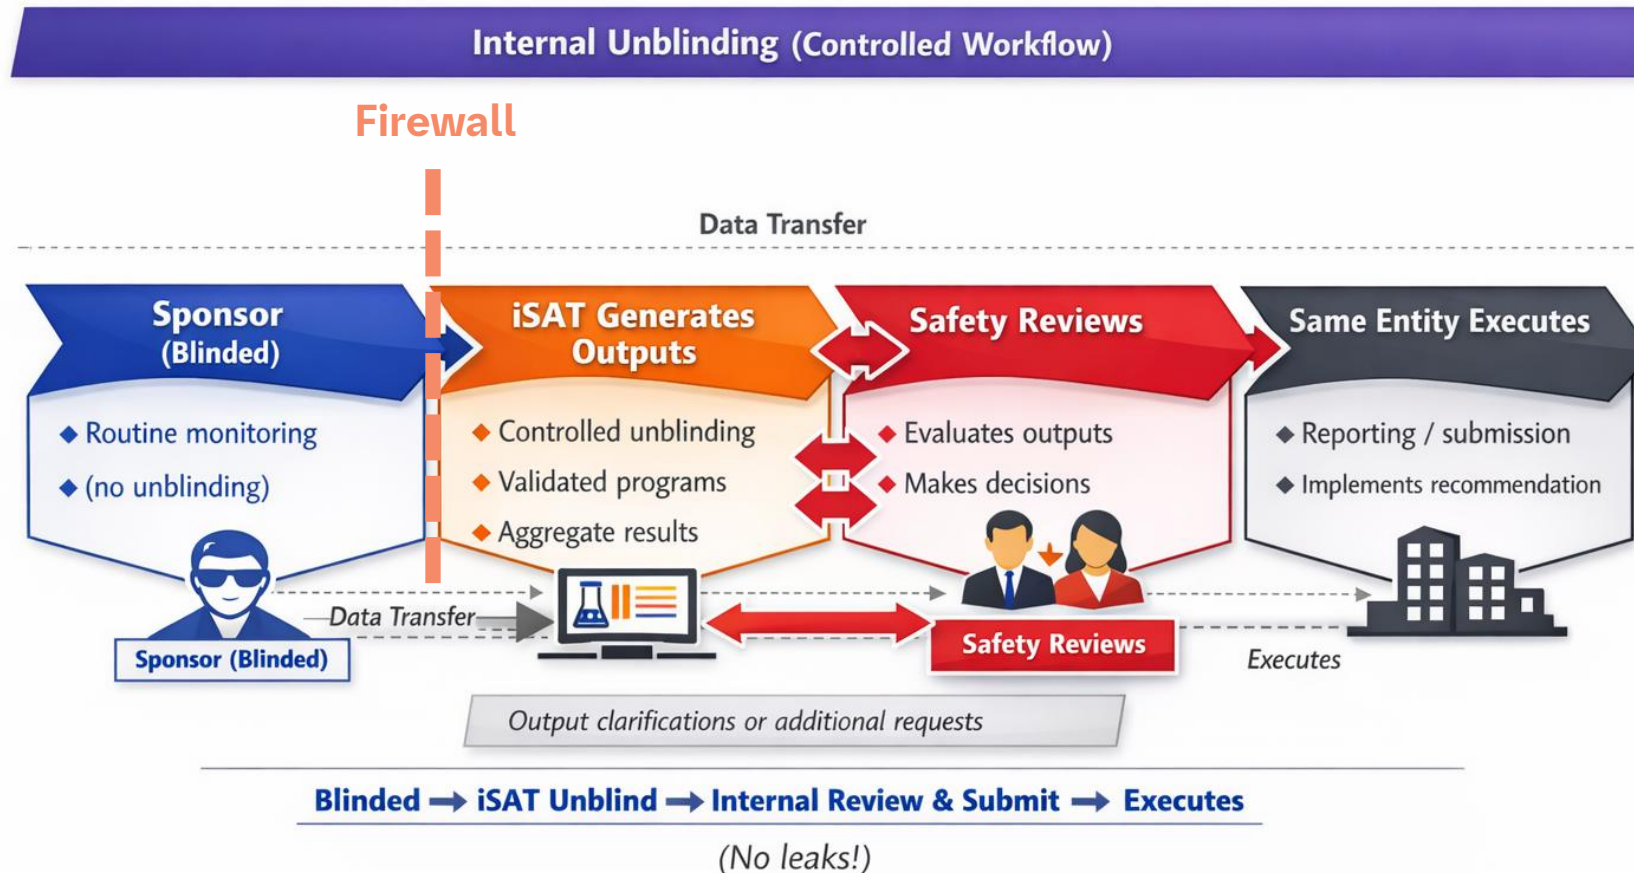 Internal Unblinding (Controlled Workflow)
Firewall
Data Transfer
Sponsor
(Blinded)
Routine monitoring
(no unblinding)
iSAT Generates
Outputs
Controlled unblinding
Validated programs
Aggregate results
Safety Reviews
Evaluates outputs
Makes decisions
Same Entity Executes
Reporting / submission
Implements recommendation
Data Transfer
Sponsor (Blinded)
Safety Reviews
Executes
Output clarifications or additional requests
Blinded → iSAT Unblind → Internal Review & Submit → Executes
(No leaks!)